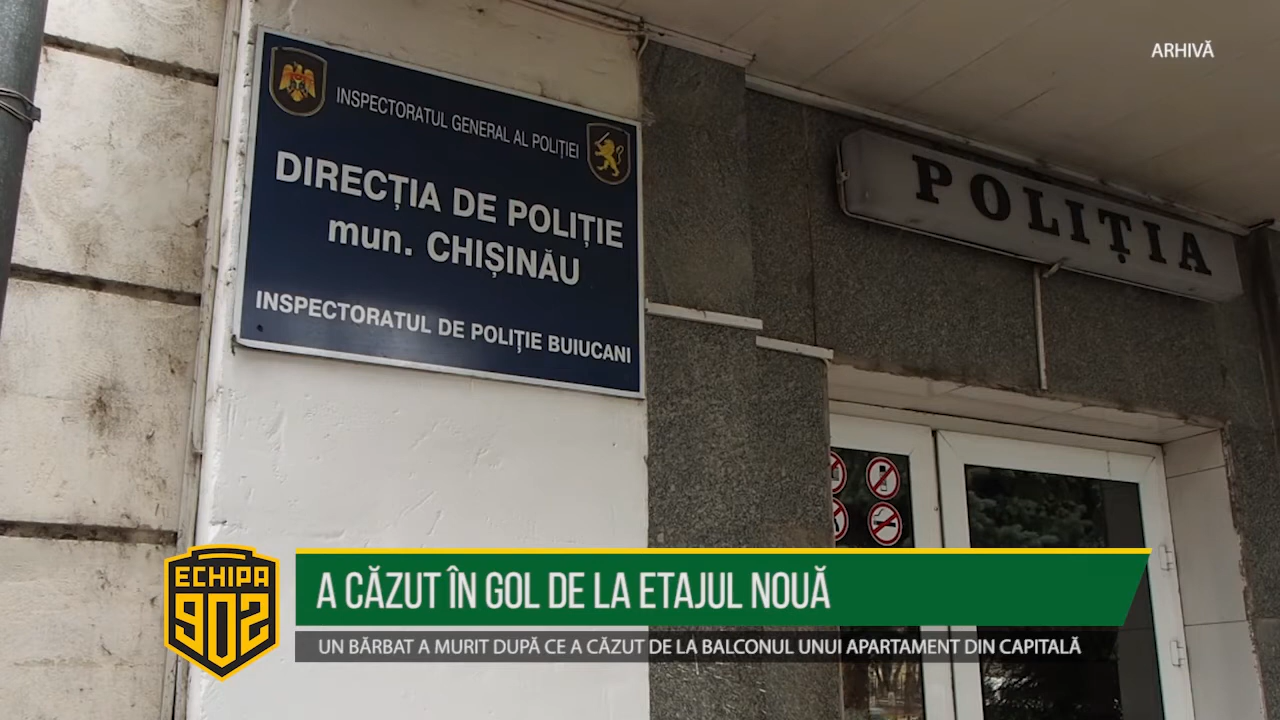 ARHIVĂ
INSPECTORATUL GENERAL AL POLIȚIEI
DIRECȚIA DE POLIȚIE
mun. CHIȘINĂU
INSPECTORATUL DE POLIȚIE BUIUCANI
POLIȚIA
ECHIPA
902
A CĂZUT ÎN GOL DE LA ETAJUL NOUĂ
UN BĂRBAT A MURIT DUPĂ CE A CĂZUT DE LA BALCONUL UNUI APARTAMENT DIN CAPITALĂ